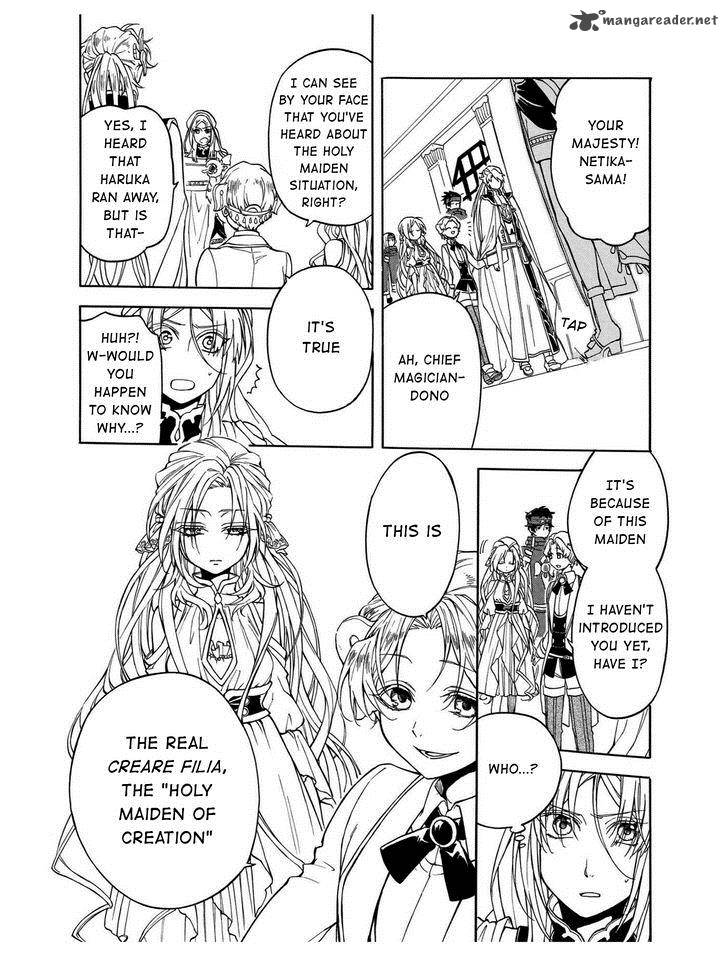 mangareader.net
YOUR
MAJESTY!
NETIKA-
SAMA!
TAP
AH, CHIEF
MAGICIAN-
DONO
I CAN SEE
BY YOUR FACE
THAT YOU'VE
HEARD ABOUT
THE HOLY
MAIDEN
SITUATION,
RIGHT?
YES, I
HEARD
THAT
HARUKA
RAN AWAY,
BUT IS
THAT-
IT'S
TRUE
HUH?!
W-WOULD
YOU
HAPPEN
TO KNOW
WHY...?
IT'S
BECAUSE
OF THIS
MAIDEN
I HAVEN'T
INTRODUCED
YOU YET,
HAVE I?
WHO...?
THIS IS
THE REAL
CREARE FILIA,
THE "HOLY
MAIDEN OF
CREATION"